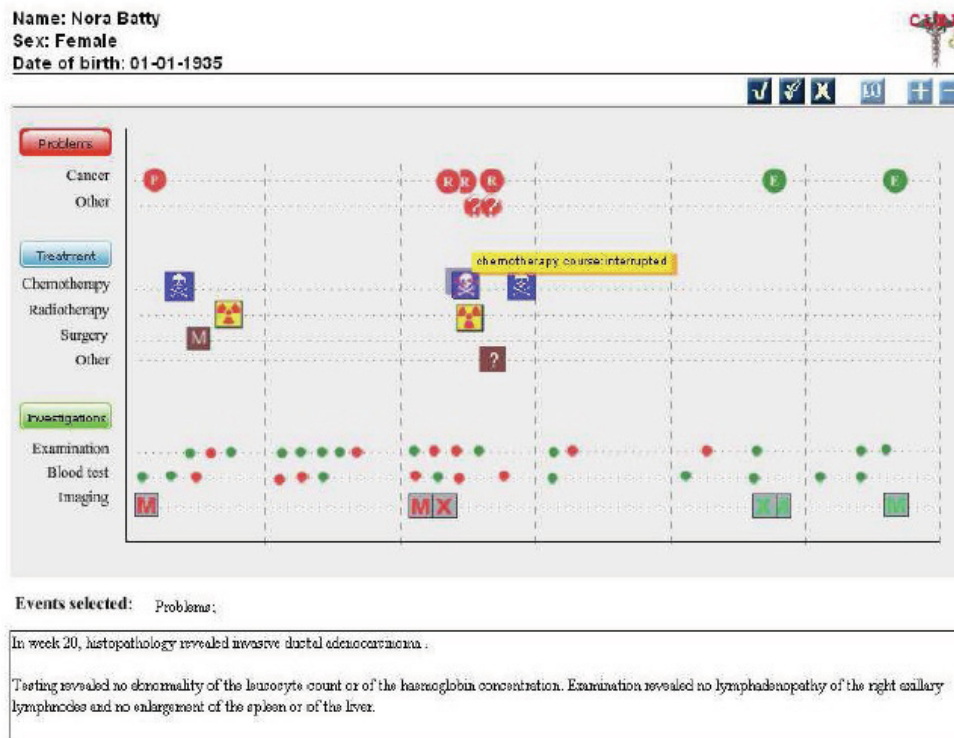 Name: Nora Batty
Sex: Female
Date of birth: 01-01-1935
Problems
Cancer
P
R
R
R
E
E
Other
?
?
Treatment
chemotherapy course: interrupted
Chemotherapy
Radiotherapy
Surgery
M
Other
?
Investigations
Examination
Blood test
Imaging
M
M X
X
M
Events selected: Problems;
In week 20, histopathology revealed invasive ductal adenocarcinoma .
Testing revealed no abnormality of the leucocyte count or of the haemoglobin concentration. Examination revealed no lymphadenopathy of the right axillary
lymphnodes and no enlargement of the spleen or of the liver.